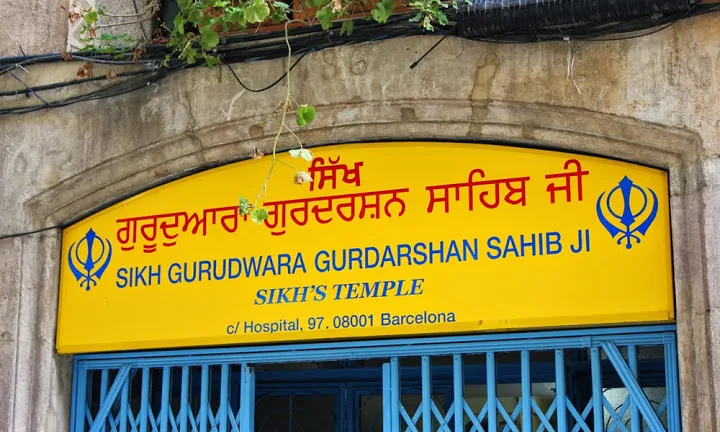 ਸਿੱਖ
ਗੁਰੂਦੁਆਰਾ ਗੁਰਦਰਸ਼ਨ ਸਾਹਿਬ ਜੀ
SIKH GURUDWARA GURDARSHAN SAHIB JI
SIKH'S TEMPLE
c/ Hospital, 97. 08001 Barcelona